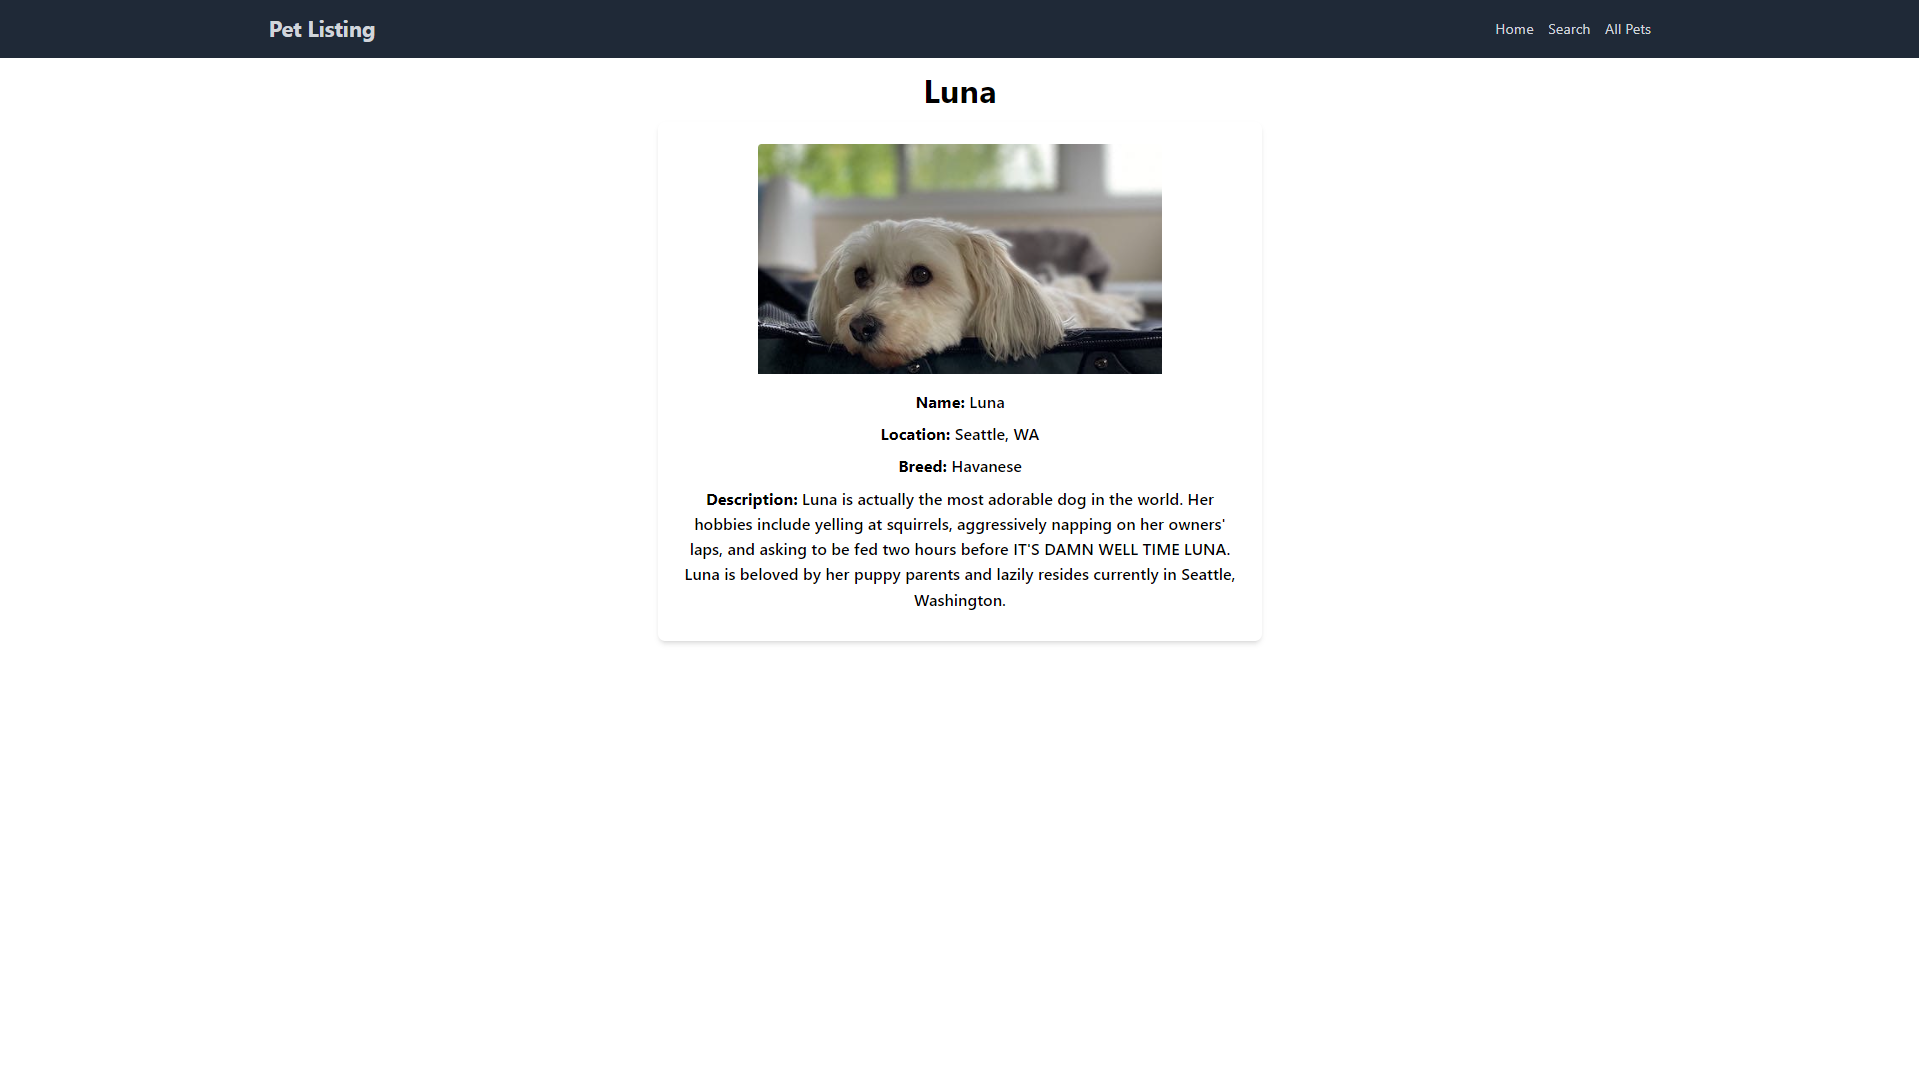 Pet Listing
Home Search All Pets
Luna
Name: Luna
Location: Seattle, WA
Breed: Havanese
Description: Luna is actually the most adorable dog in the world. Her
hobbies include yelling at squirrels, aggressively napping on her owners'
laps, and asking to be fed two hours before IT'S DAMN WELL TIME LUNA.
Luna is beloved by her puppy parents and lazily resides currently in Seattle,
Washington.